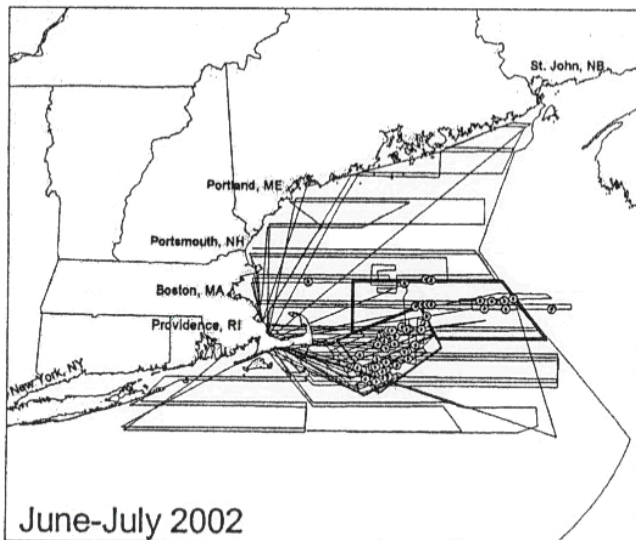 St. John, NB
Portland, ME
Portsmouth, NH
Boston, MA
Providence, RI
New York, NY
June-July 2002